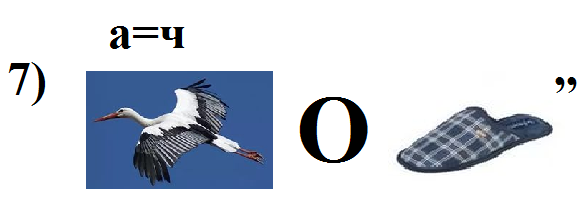 а=ч
7) О ,,